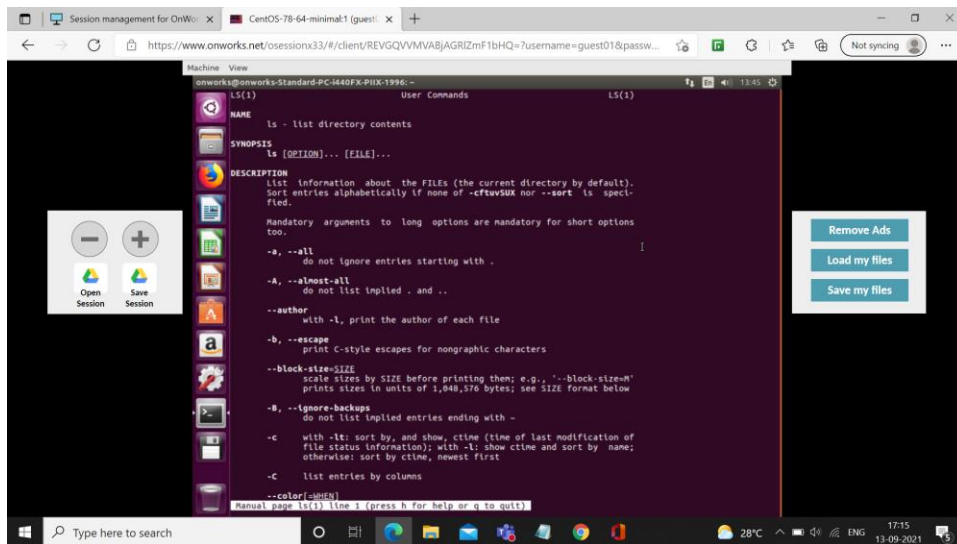 Session management for OnWo
CentOS-78-64-minimal:1 (guest
https://www.onworks.net/osessionx33/#/client/REVGQVVMVABjAGRlZmF1bHQ=?username=guest01&passw...
Not syncing
Machine View
onworks@onworks-Standard-PC-i440FX-PIIX-1996: ~
En 13:45
LS(1) User Commands LS(1)
NAME
ls - list directory contents
SYNOPSIS
ls [OPTION]... [FILE]...
DESCRIPTION
List information about the FILEs (the current directory by default).
Sort entries alphabetically if none of -cftuvSUX nor --sort is speci-
fied.
Mandatory arguments to long options are mandatory for short options
too.
-a, --all
do not ignore entries starting with .
-A, --almost-all
do not list implied . and ..
--author
with -l, print the author of each file
-b, --escape
print C-style escapes for nongraphic characters
--block-size=SIZE
scale sizes by SIZE before printing them; e.g., '--block-size=M'
prints sizes in units of 1,048,576 bytes; see SIZE format below
-B, --ignore-backups
do not list implied entries ending with ~
-c with -lt: sort by, and show, ctime (time of last modification of
file status information); with -l: show ctime and sort by name;
otherwise: sort by ctime, newest first
-C list entries by columns
--color[=WHEN]
Manual page ls(1) line 1 (press h for help or q to quit)
Open
Session
Save
Session
Remove Ads
Load my files
Save my files
Type here to search
28°C
ENG
17:15
13-09-2021
5